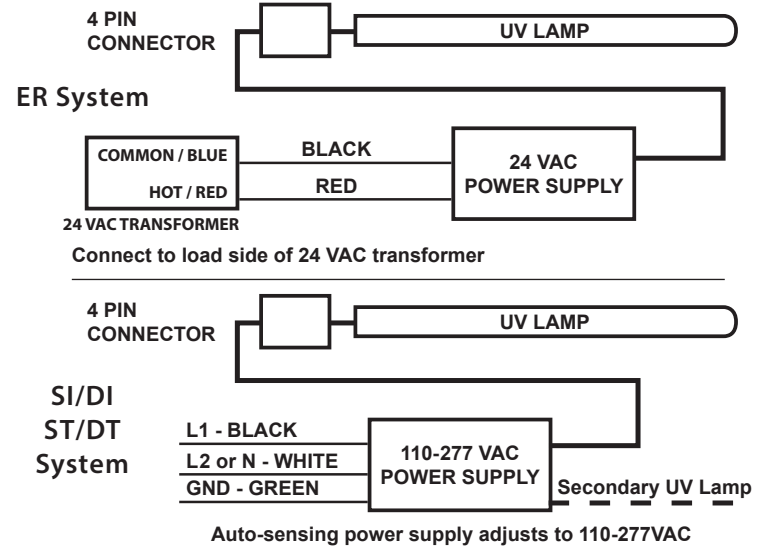 4 PIN
CONNECTOR
UV LAMP
ER System
COMMON / BLUE
HOT / RED
BLACK
RED
24 VAC
POWER SUPPLY
24 VAC TRANSFORMER
Connect to load side of 24 VAC transformer
4 PIN
CONNECTOR
UV LAMP
SI/DI
ST/DT
System
L1 - BLACK
L2 or N - WHITE
GND - GREEN
110-277 VAC
POWER SUPPLY
Secondary UV Lamp
Auto-sensing power supply adjusts to 110-277VAC